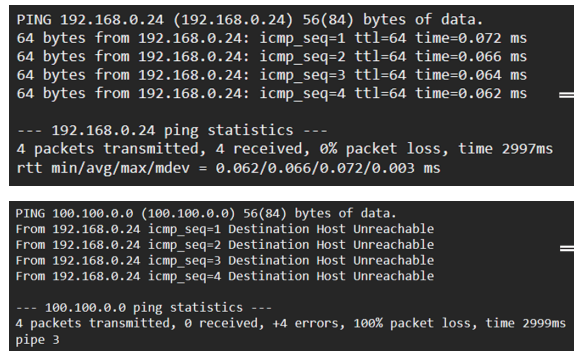 PING 192.168.0.24 (192.168.0.24) 56(84) bytes of data.
64 bytes from 192.168.0.24: icmp_seq=1 ttl=64 time=0.072 ms
64 bytes from 192.168.0.24: icmp_seq=2 ttl=64 time=0.066 ms
64 bytes from 192.168.0.24: icmp_seq=3 ttl=64 time=0.064 ms
64 bytes from 192.168.0.24: icmp_seq=4 ttl=64 time=0.062 ms
--- 192.168.0.24 ping statistics ---
4 packets transmitted, 4 received, 0% packet loss, time 2997ms
rtt min/avg/max/mdev = 0.062/0.066/0.072/0.003 ms
PING 100.100.0.0 (100.100.0.0) 56(84) bytes of data.
From 192.168.0.24 icmp_seq=1 Destination Host Unreachable
From 192.168.0.24 icmp_seq=2 Destination Host Unreachable
From 192.168.0.24 icmp_seq=3 Destination Host Unreachable
From 192.168.0.24 icmp_seq=4 Destination Host Unreachable
--- 100.100.0.0 ping statistics ---
4 packets transmitted, 0 received, +4 errors, 100% packet loss, time 2999ms
pipe 3